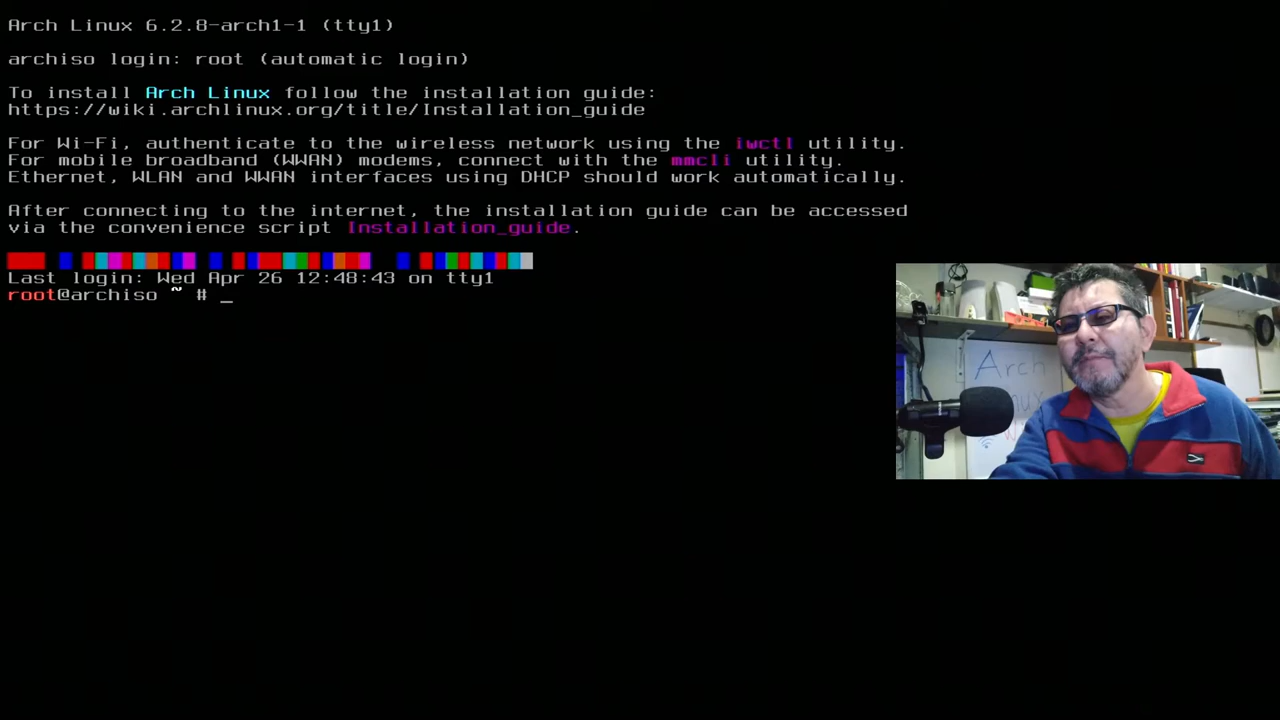 Arch Linux 6.2.8-arch1-1 (tty1)
archiso login: root (automatic login)
To install Arch Linux follow the installation guide:
https://wiki.archlinux.org/title/Installation_guide
For Wi-Fi, authenticate to the wireless network using the iwctl utility.
For mobile broadband (WWAN) modems, connect with the mmcli utility.
Ethernet, WLAN and WWAN interfaces using DHCP should work automatically.
After connecting to the internet, the installation guide can be accessed
via the convenience script Installation_guide.
Last login: Wed Apr 26 12:48:43 on tty1
root@archiso ~ # _
Arch